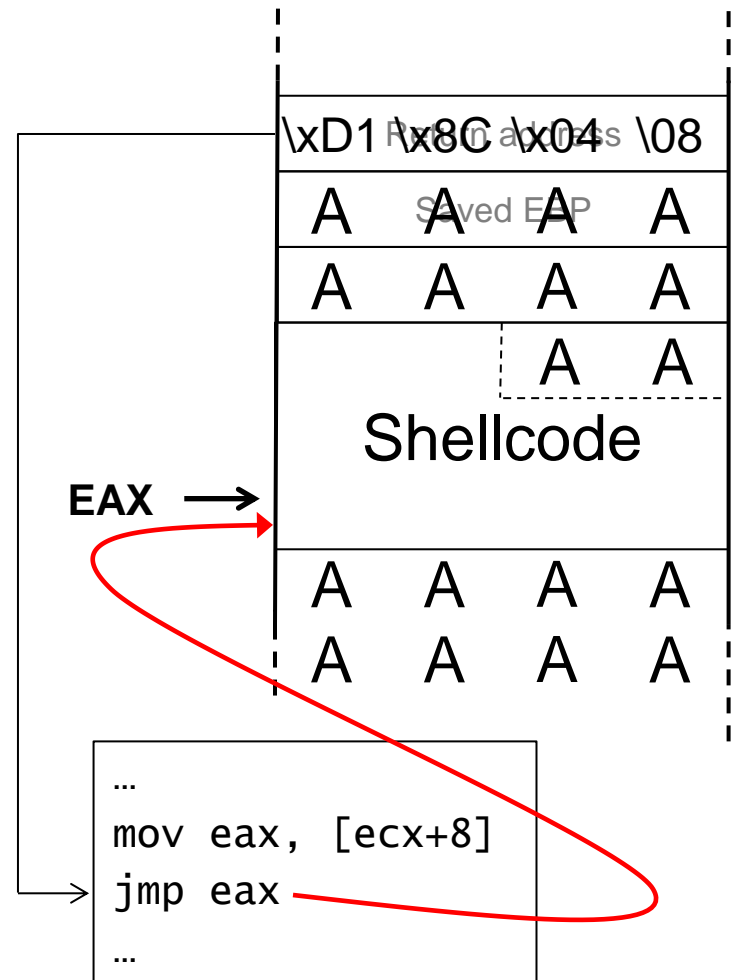 \xD1 \x8C \x04 \08
Return address
A A A A
Saved EBP
A A A A
A A
Shellcode
EAX
A A A A
A A A A
…
mov eax, [ecx+8]
jmp eax
…